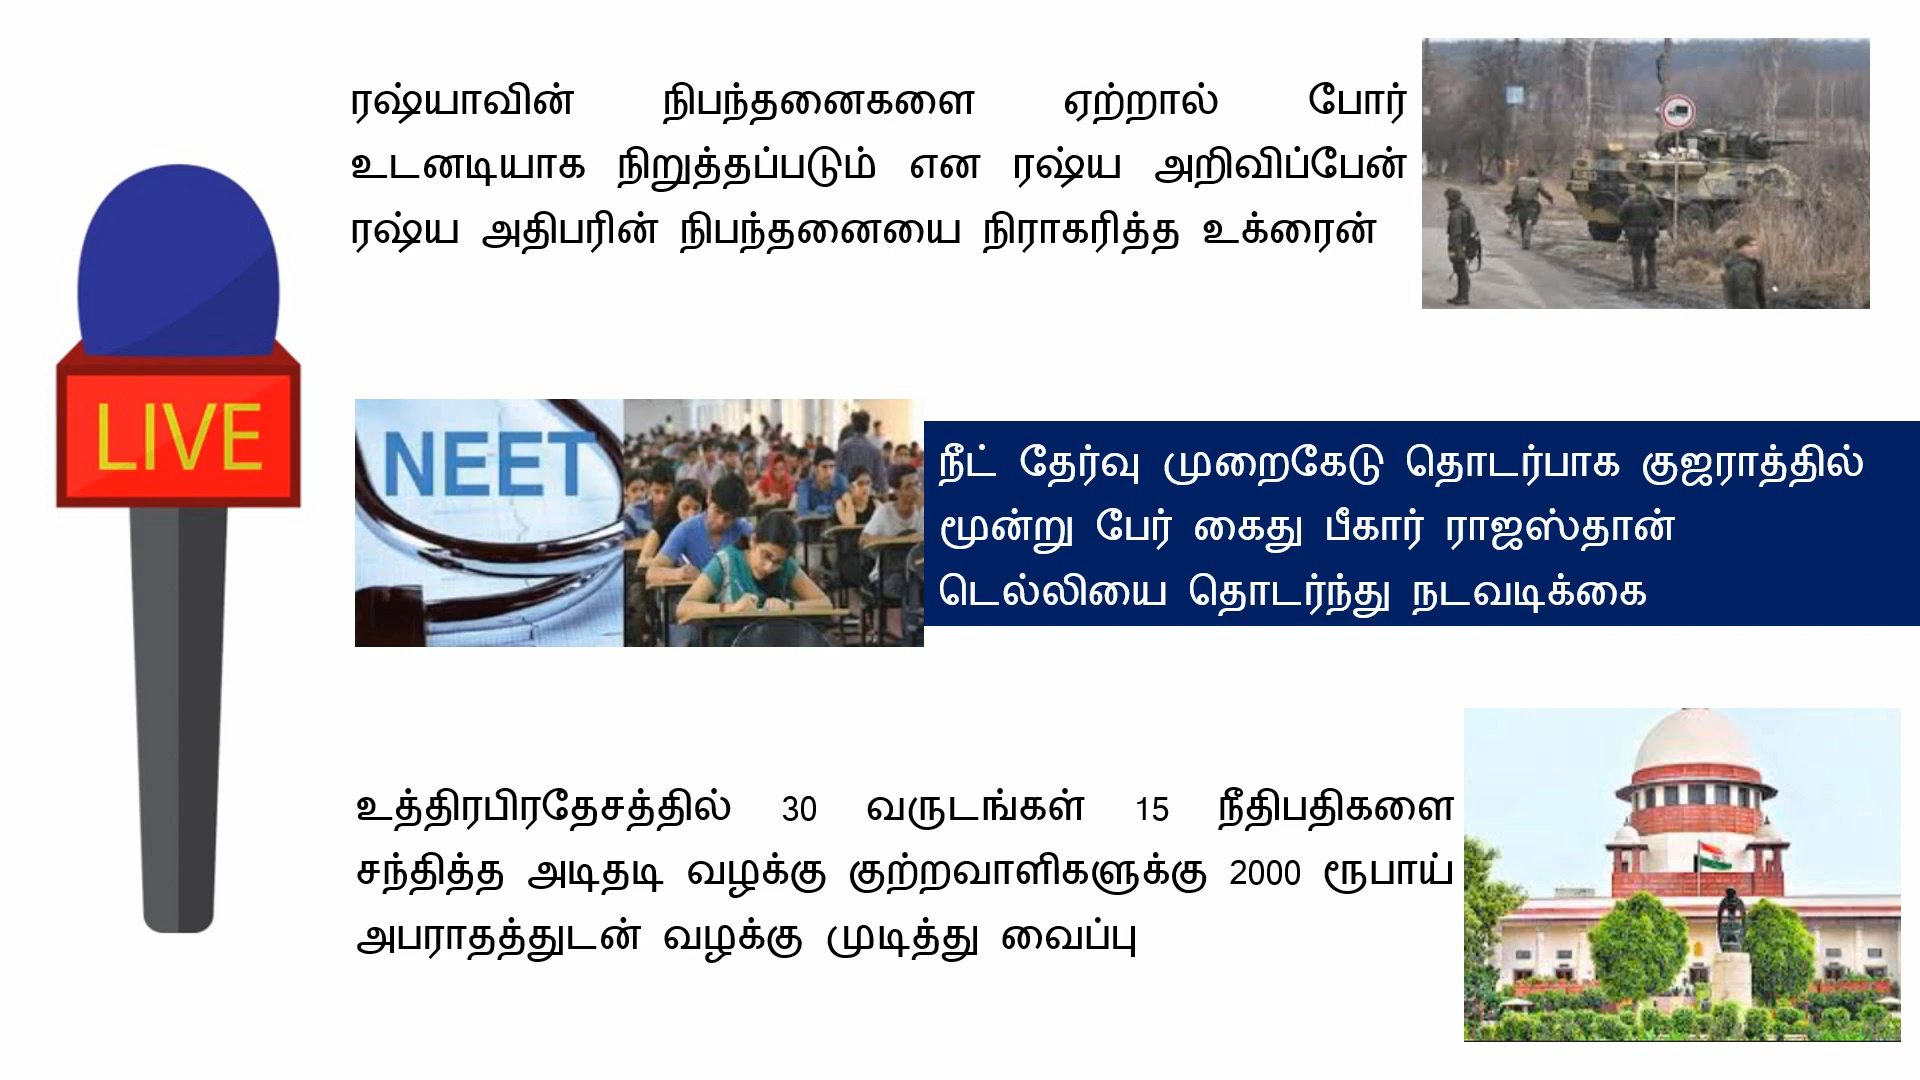 ரஷ்யாவின் நிபந்தனைகளை ஏற்றால் போர்
உடனடியாக நிறுத்தப்படும் என ரஷ்ய அறிவிப்பேன்
ரஷ்ய அதிபரின் நிபந்தனையை நிராகரித்த உக்ரைன்
LIVE
NEET
நீட் தேர்வு முறைகேடு தொடர்பாக குஜராத்தில்
மூன்று பேர் கைது பீகார் ராஜஸ்தான்
டெல்லியை தொடர்ந்து நடவடிக்கை
உத்திரபிரதேசத்தில் 30 வருடங்கள் 15 நீதிபதிகளை
சந்தித்த அடிதடி வழக்கு குற்றவாளிகளுக்கு 2000 ரூபாய்
அபராதத்துடன் வழக்கு முடித்து வைப்பு